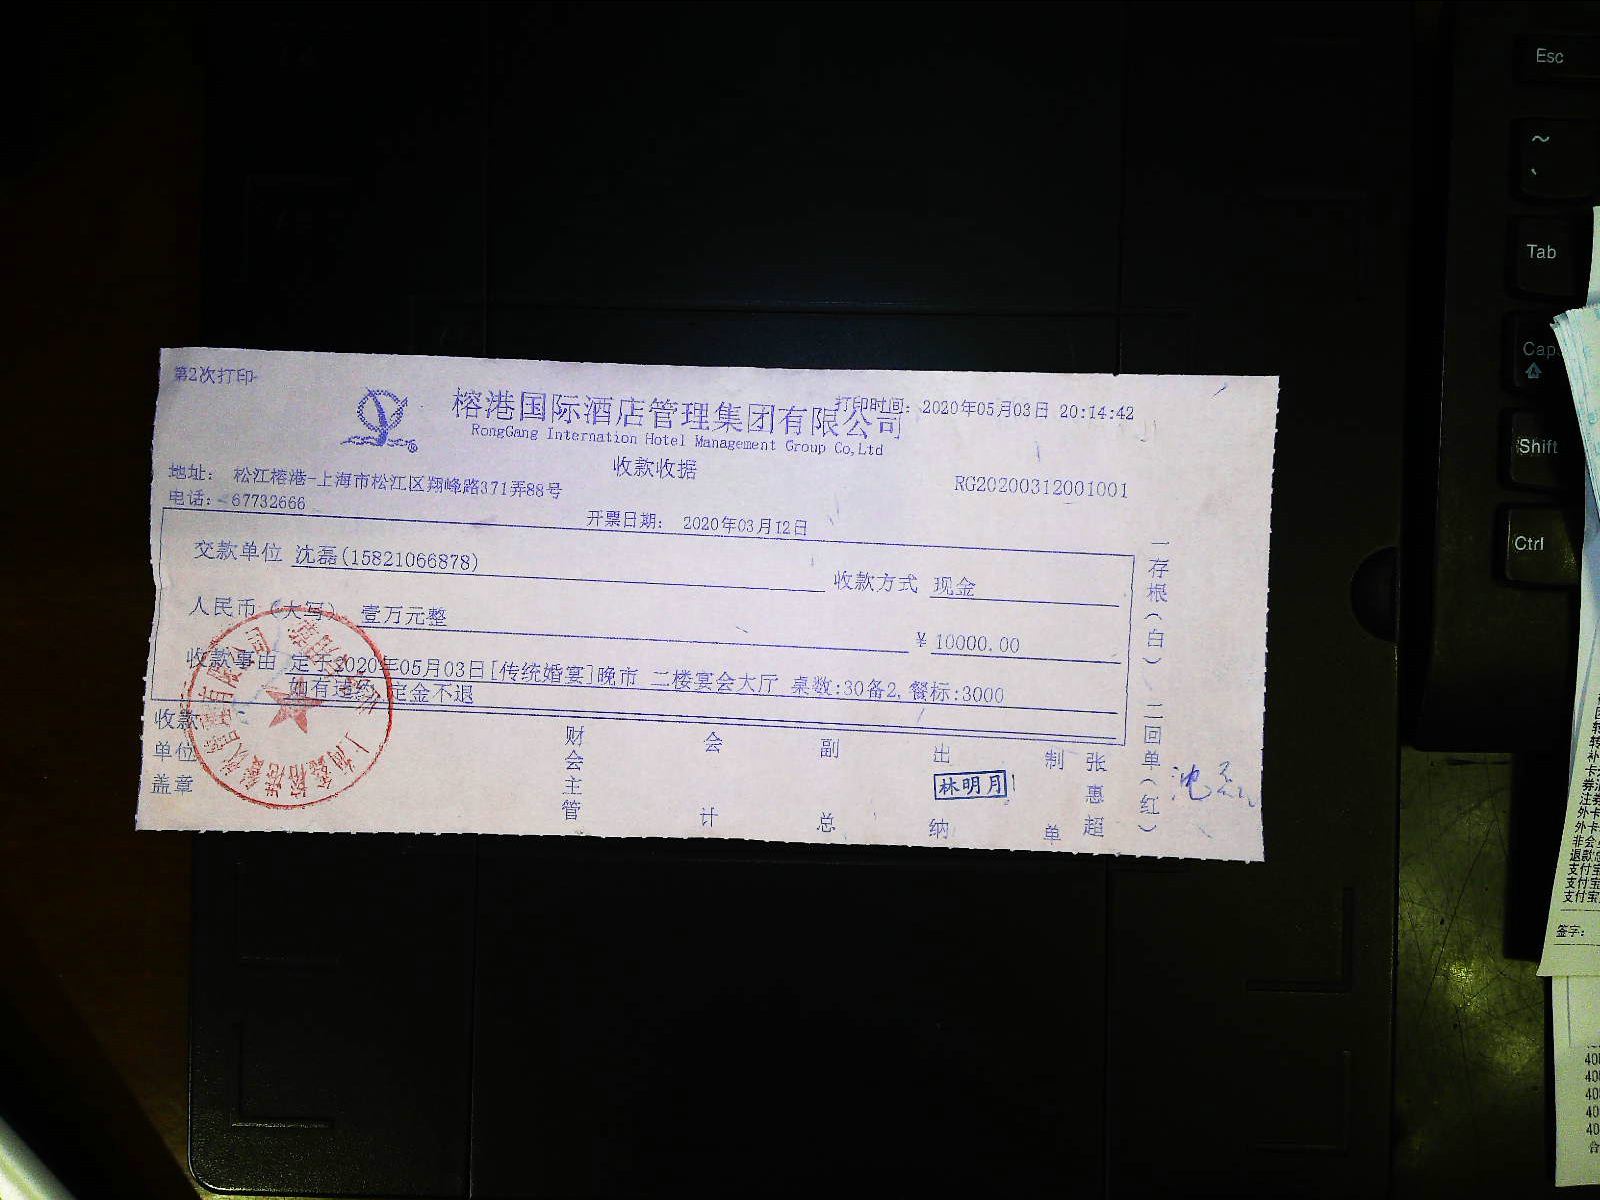 第2次打印
榕港国际酒店管理集团有限公司
打印时间: 2020年05月03日 20:14:42
RongGang Internation Hotel Management Group Co,Ltd
收款收据
地址: 松江榕港-上海市松江区翔峰路371弄88号
RG20200312001001
电话: 67732666
开票日期: 2020年03月12日
交款单位 沈磊(15821066878)
收款方式 现金
人民币（大写） 壹万元整
¥ 10000.00
收款事由 定于2020年05月03日[传统婚宴]晚市 二楼宴会大厅 桌数:30备2,餐标:3000
如有违约,定金不退
收款单位盖章
财会主管
会计
副总
出纳
林明月
制单
张惠超
一存根(白)、二回单(红)
沈磊
Esc
~
Tab
Cap
Shift
Ctrl
签字: